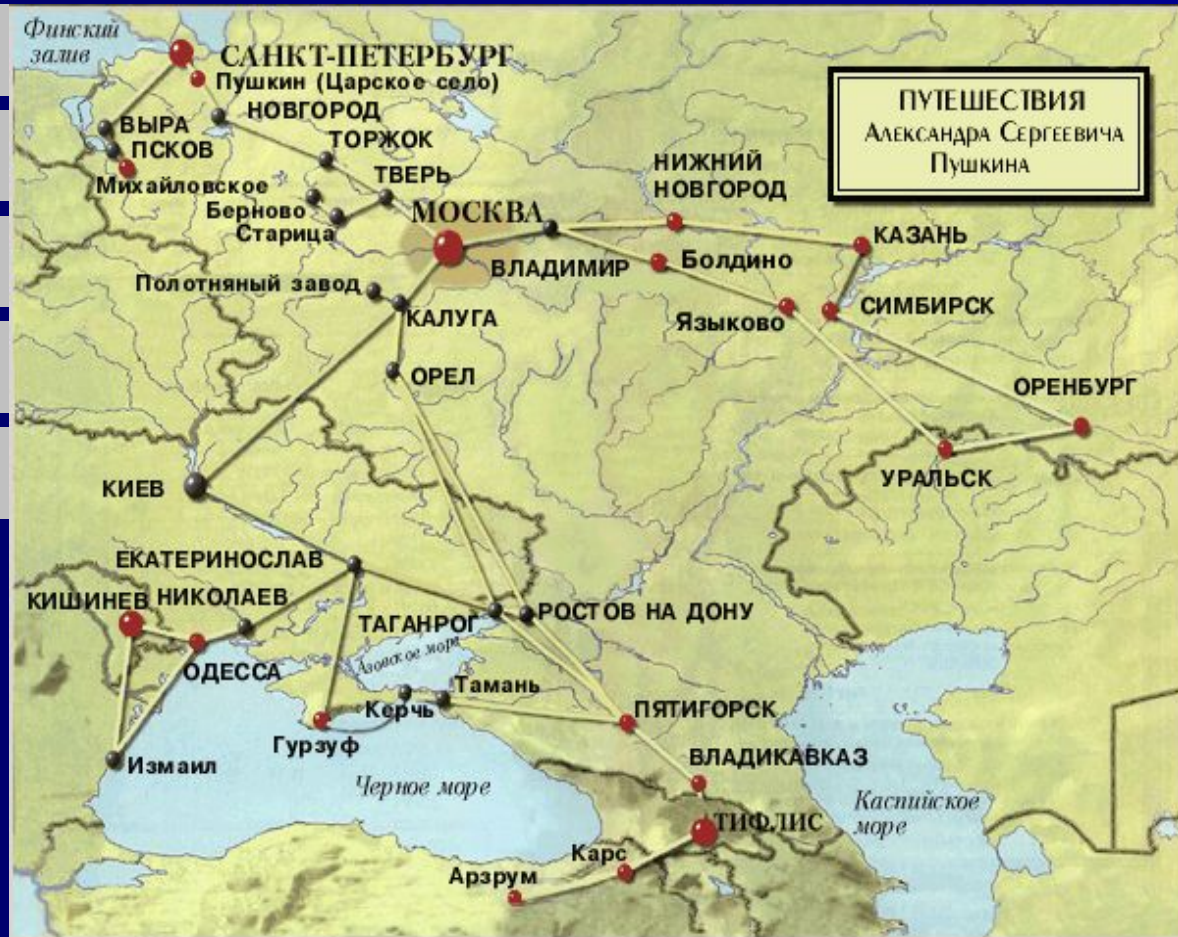 Финский
залив
САНКТ-ПЕТЕРБУРГ
Пушкин (Царское село)
НОВГОРОД
ВЫРА
ТОРЖОК
ПСКОВ
Михайловское
ТВЕРЬ
Берново
Старица
МОСКВА
ПУТЕШЕСТВИЯ
Александра Сергеевича
Пушкина
НИЖНИЙ
НОВГОРОД
КАЗАНЬ
ВЛАДИМИР
Болдино
Полотняный завод
КАЛУГА
Языково
СИМБИРСК
ОРЕЛ
ОРЕНБУРГ
УРАЛЬСК
КИЕВ
ЕКАТЕРИНОСЛАВ
КИШИНЕВ
НИКОЛАЕВ
ТАГАНРОГ
РОСТОВ НА ДОНУ
ОДЕССА
Азовское море
Тамань
Керчь
ПЯТИГОРСК
Гурзуф
Измаил
ВЛАДИКАВКАЗ
Черное море
Каспийское
море
ТИФЛИС
Карс
Арзрум